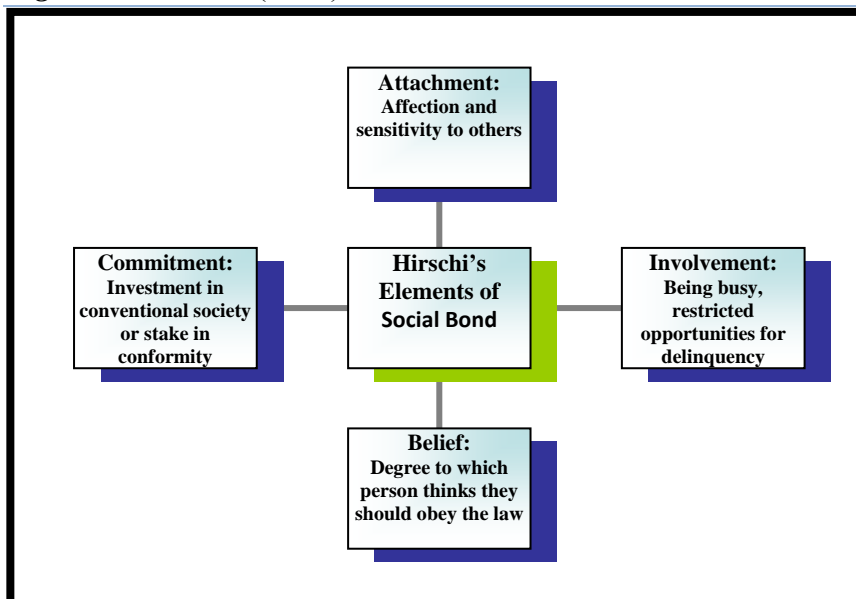 Attachment:
Affection and
sensitivity to others
Commitment:
Investment in
conventional society
or stake in
conformity
Hirschi's
Elements of
Social Bond
Involvement:
Being busy,
restricted
opportunities for
delinquency
Belief:
Degree to which
person thinks they
should obey the law